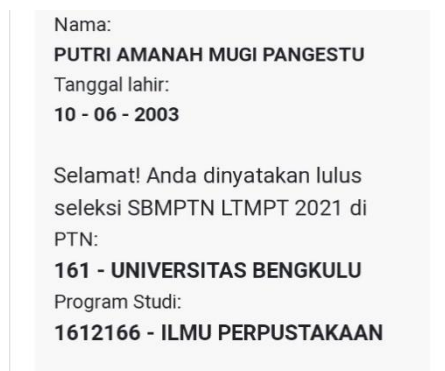 Nama:
PUTRI AMANAH MUGI PANGESTU
Tanggal lahir:
10 - 06 - 2003
Selamat! Anda dinyatakan lulus
seleksi SBMPTN LTMPT 2021 di
PTN:
161 - UNIVERSITAS BENGKULU
Program Studi:
1612166 - ILMU PERPUSTAKAAN